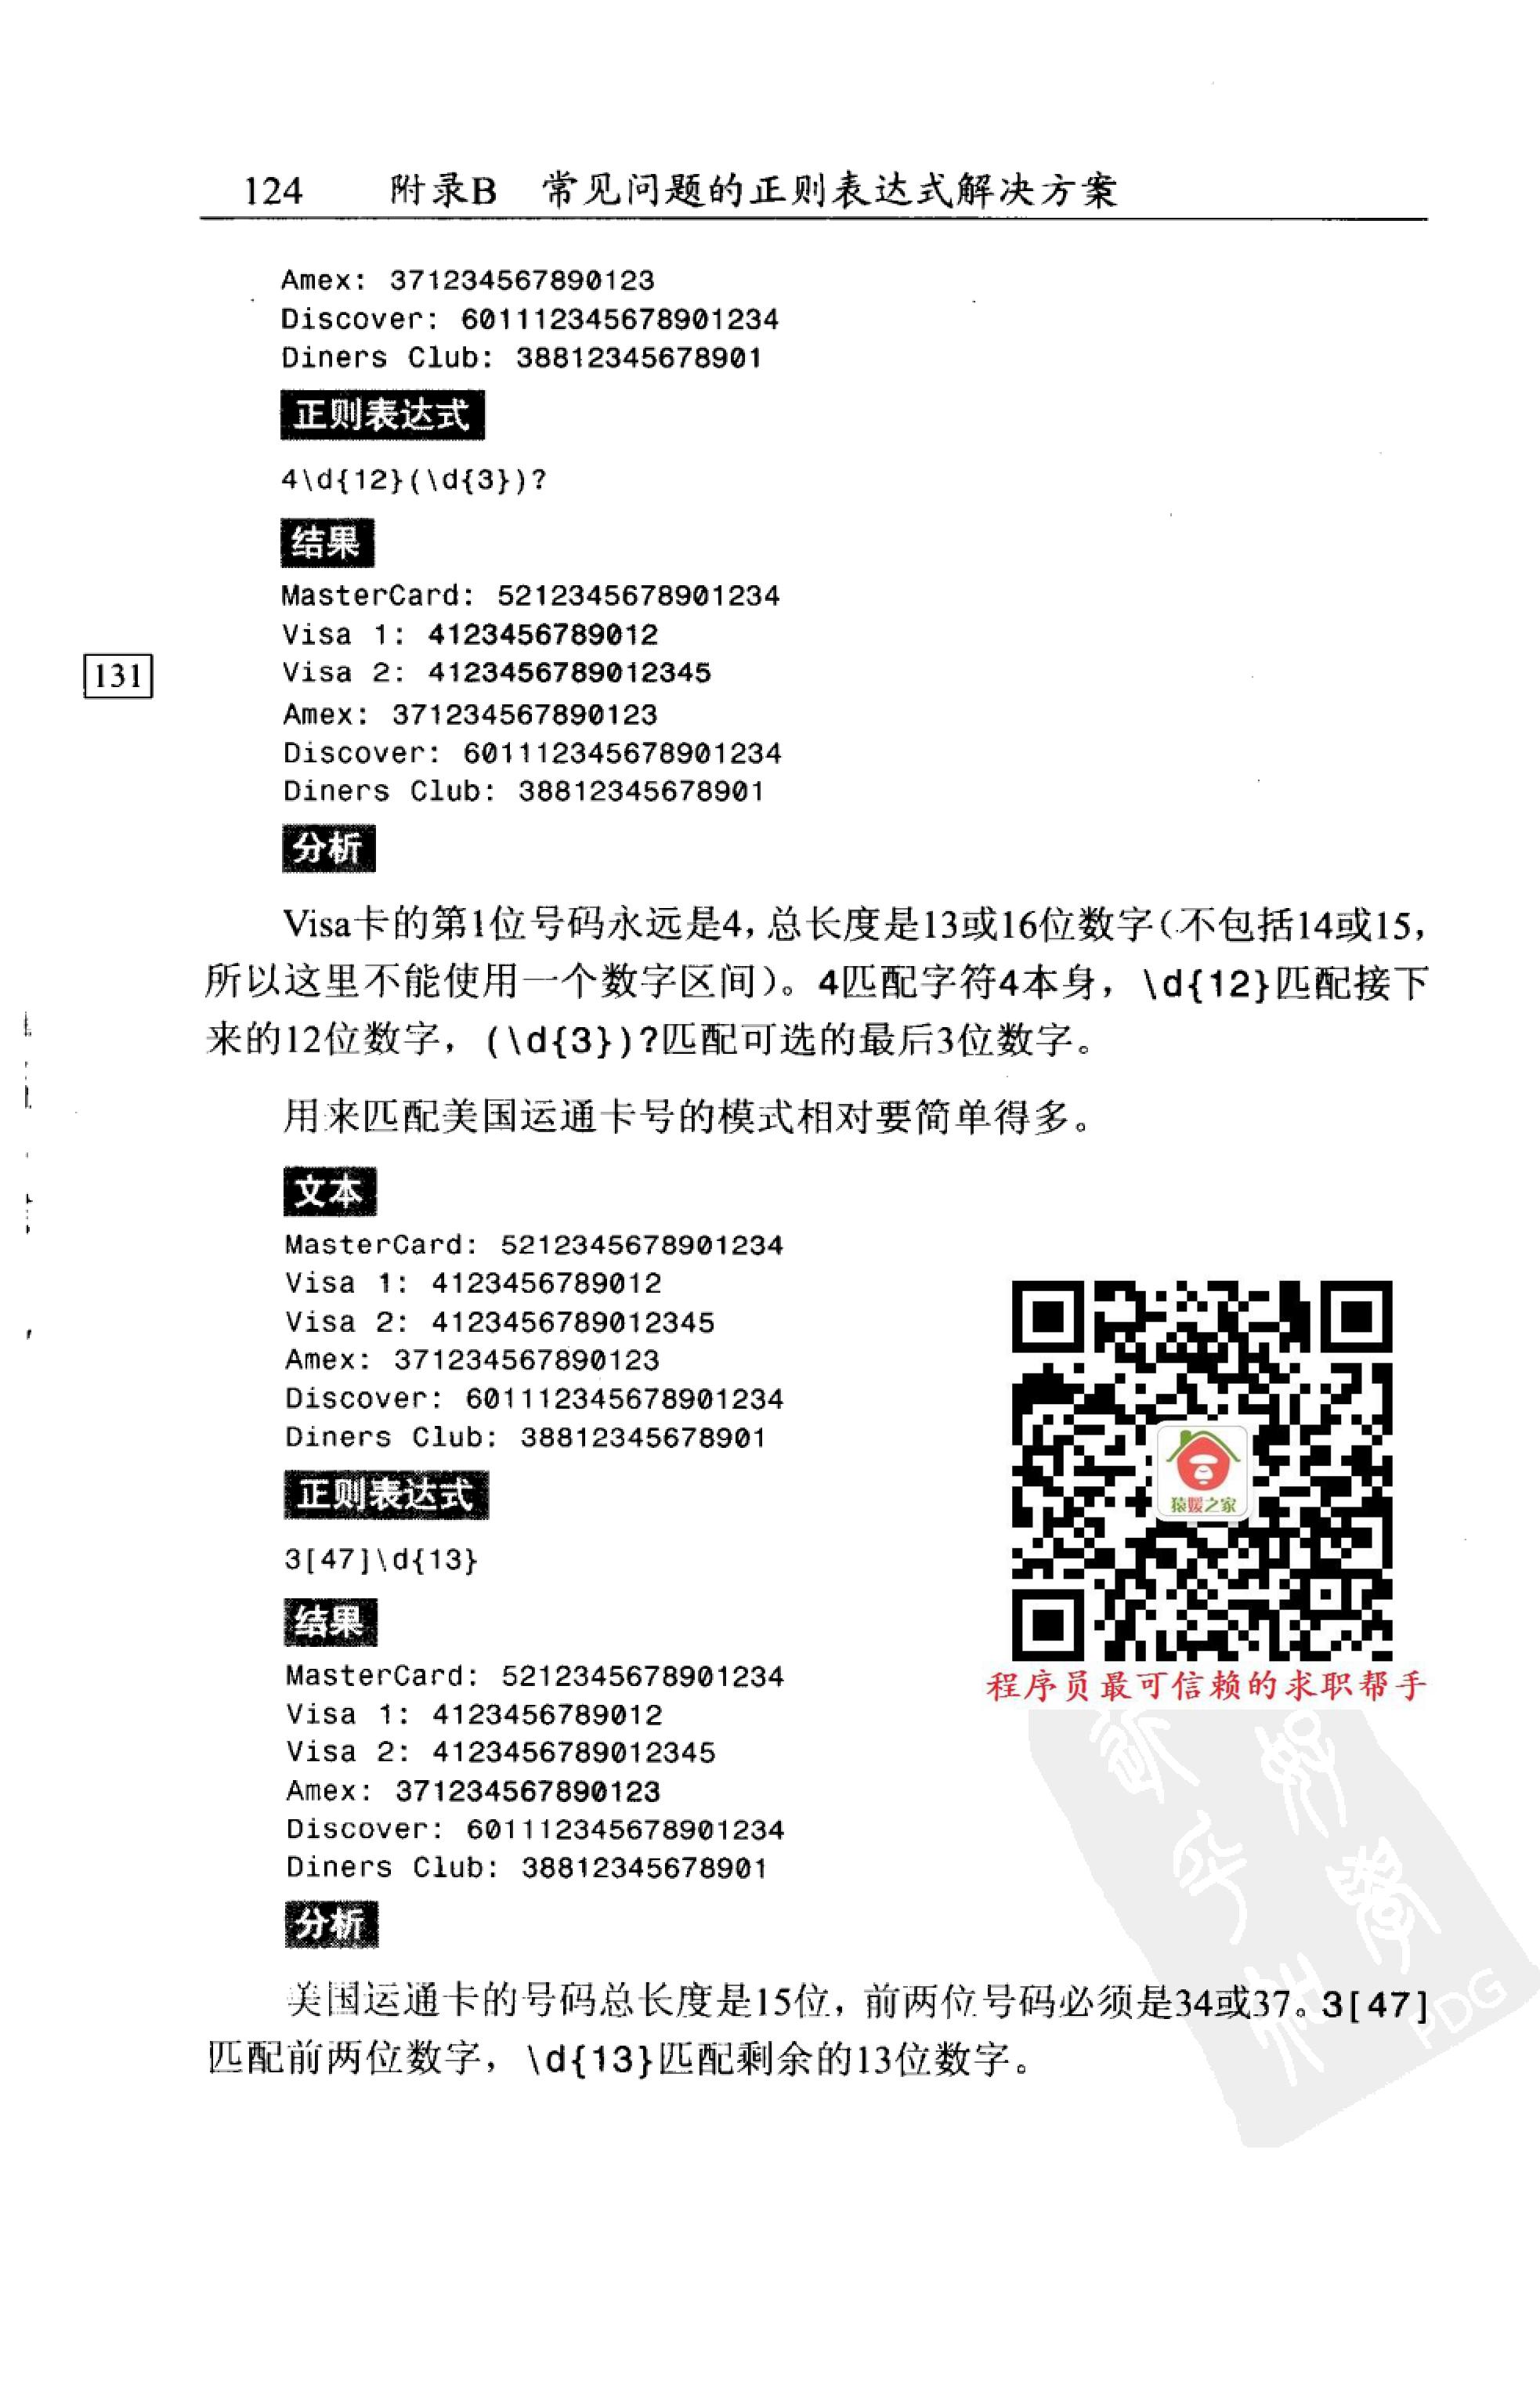 124 附录B 常见问题的正则表达式解决方案
Amex: 371234567890123
Discover: 601112345678901234
Diners Club: 38812345678901
正则表达式
4\d{12}(\d{3})?
结果
MasterCard: 5212345678901234
Visa 1: 4123456789012
131
Visa 2: 4123456789012345
Amex: 371234567890123
Discover: 601112345678901234
Diners Club: 38812345678901
分析
Visa卡的第1位号码永远是4，总长度是13或16位数字（不包括14或15，
所以这里不能使用一个数字区间）。4匹配字符4本身，\d{12}匹配接下
来的12位数字，(\d{3})?匹配可选的最后3位数字。
用来匹配美国运通卡号的模式相对要简单得多。
文本
MasterCard: 5212345678901234
Visa 1: 4123456789012
Visa 2: 4123456789012345
Amex: 371234567890123
Discover: 601112345678901234
Diners Club: 38812345678901
正则表达式
3[47]\d{13}
结果
MasterCard: 5212345678901234
Visa 1: 4123456789012
Visa 2: 4123456789012345
Amex: 371234567890123
Discover: 601112345678901234
Diners Club: 38812345678901
猿媛之家
程序员最可信赖的求职帮手
分析
美国运通卡的号码总长度是15位，前两位号码必须是34或37。3[47]
匹配前两位数字，\d{13}匹配剩余的13位数字。
PDG